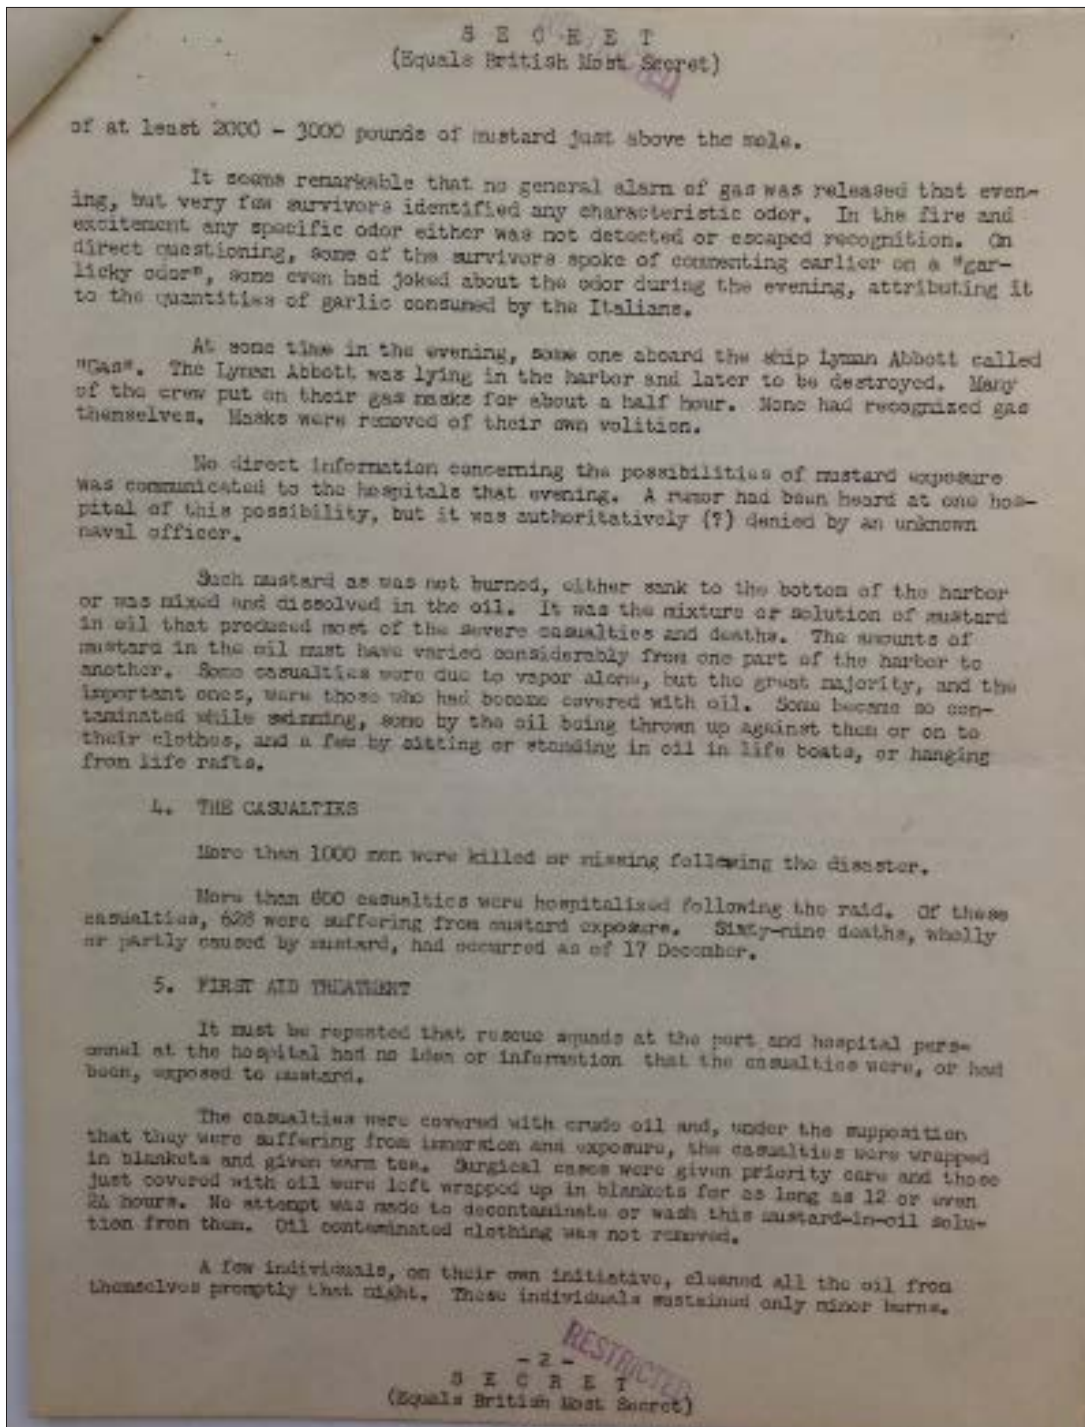 S E C R E T
(Equals British Most Secret)
of at least 2000 - 3000 pounds of mustard just above the mole.
It seems remarkable that no general alarm of gas was released that even-
ing, but very few survivors identified any characteristic odor. In the fire and
excitement any specific odor either was not detected or escaped recognition. On
direct questioning, some of the survivors spoke of commenting earlier on a "gar-
licky odor", some even had joked about the odor during the evening, attributing it
to the quantities of garlic consumed by the Italians.
At some time in the evening, some one aboard the ship Lyman Abbott called
"Gas". The Lyman Abbott was lying in the harbor and later to be destroyed. Many
of the crew put on their gas masks for about a half hour. None had recognized gas
themselves. Masks were removed of their own volition.
No direct information concerning the possibilities of mustard exposure
was communicated to the hospitals that evening. A rumor had been heard at one hos-
pital of this possibility, but it was authoritatively (?) denied by an unknown
naval officer.
Such mustard as was not burned, either sank to the bottom of the harbor
or was mixed and dissolved in the oil. It was the mixture or solution of mustard
in oil that produced most of the severe casualties and deaths. The amounts of
mustard in the oil must have varied considerably from one part of the harbor to
another. Some casualties were due to vapor alone, but the great majority, and the
important ones, were those who had become covered with oil. Some became so con-
taminated while swimming, some by the oil being thrown up against them or on to
their clothes, and a few by sitting or standing in oil in life boats, or hanging
from life rafts.
4. THE CASUALTIES
More than 1000 men were killed or missing following the disaster.
More than 800 casualties were hospitalized following the raid. Of these
casualties, 628 were suffering from mustard exposure. Sixty-nine deaths, wholly
or partly caused by mustard, had occurred as of 17 December.
5. FIRST AID TREATMENT
It must be repeated that rescue squads at the port and hospital pers-
onnel at the hospital had no idea or information that the casualties were, or had
been, exposed to mustard.
The casualties were covered with crude oil and, under the supposition
that they were suffering from immersion and exposure, the casualties were wrapped
in blankets and given warm tea. Surgical cases were given priority care and those
just covered with oil were left wrapped up in blankets for as long as 12 or even
24 hours. No attempt was made to decontaminate or wash this mustard-in-oil solu-
tion from them. Oil contaminated clothing was not removed.
A few individuals, on their own initiative, cleaned all the oil from
themselves promptly that night. These individuals sustained only minor burns.
RESTRICTED
- 2 -
S E C R E T
(Equals British Most Secret)